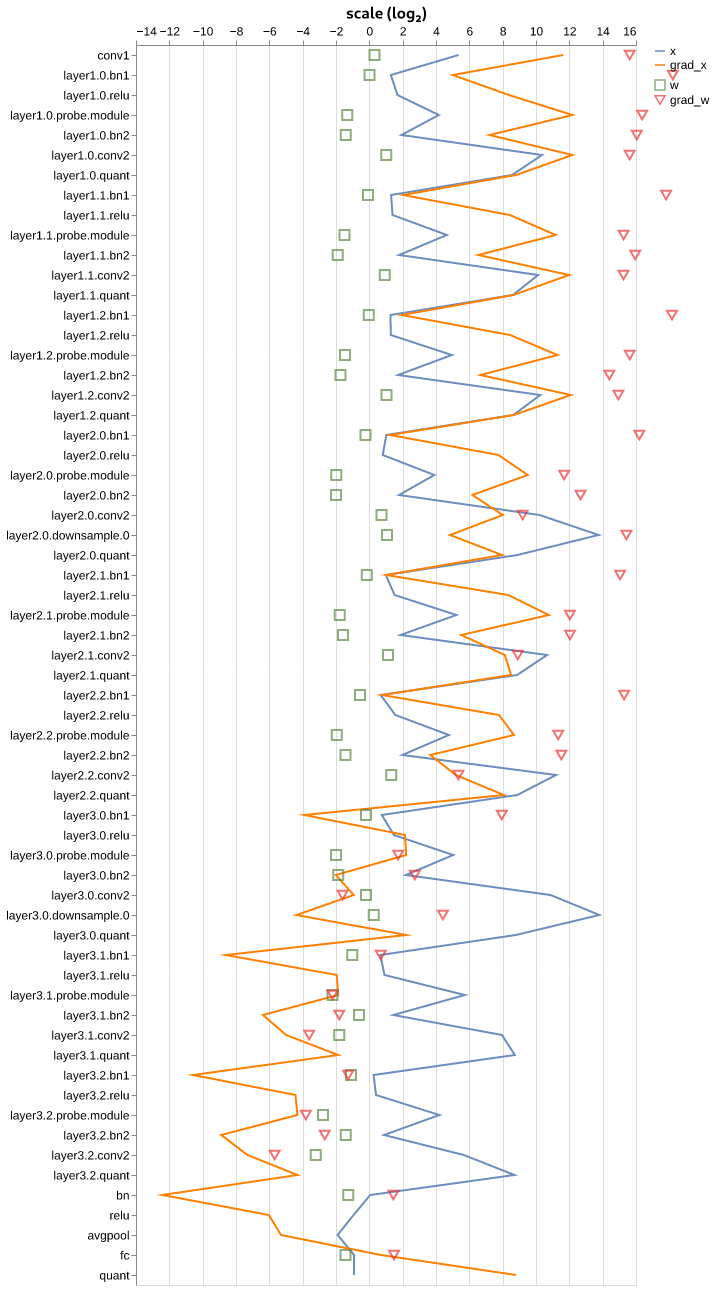 scale (log₂)
−14 −12 −10 −8 −6 −4 −2 0 2 4 6 8 10 12 14 16
x
grad_x
w
grad_w
conv1
layer1.0.bn1
layer1.0.relu
layer1.0.probe.module
layer1.0.bn2
layer1.0.conv2
layer1.0.quant
layer1.1.bn1
layer1.1.relu
layer1.1.probe.module
layer1.1.bn2
layer1.1.conv2
layer1.1.quant
layer1.2.bn1
layer1.2.relu
layer1.2.probe.module
layer1.2.bn2
layer1.2.conv2
layer1.2.quant
layer2.0.bn1
layer2.0.relu
layer2.0.probe.module
layer2.0.bn2
layer2.0.conv2
layer2.0.downsample.0
layer2.0.quant
layer2.1.bn1
layer2.1.relu
layer2.1.probe.module
layer2.1.bn2
layer2.1.conv2
layer2.1.quant
layer2.2.bn1
layer2.2.relu
layer2.2.probe.module
layer2.2.bn2
layer2.2.conv2
layer2.2.quant
layer3.0.bn1
layer3.0.relu
layer3.0.probe.module
layer3.0.bn2
layer3.0.conv2
layer3.0.downsample.0
layer3.0.quant
layer3.1.bn1
layer3.1.relu
layer3.1.probe.module
layer3.1.bn2
layer3.1.conv2
layer3.1.quant
layer3.2.bn1
layer3.2.relu
layer3.2.probe.module
layer3.2.bn2
layer3.2.conv2
layer3.2.quant
bn
relu
avgpool
fc
quant